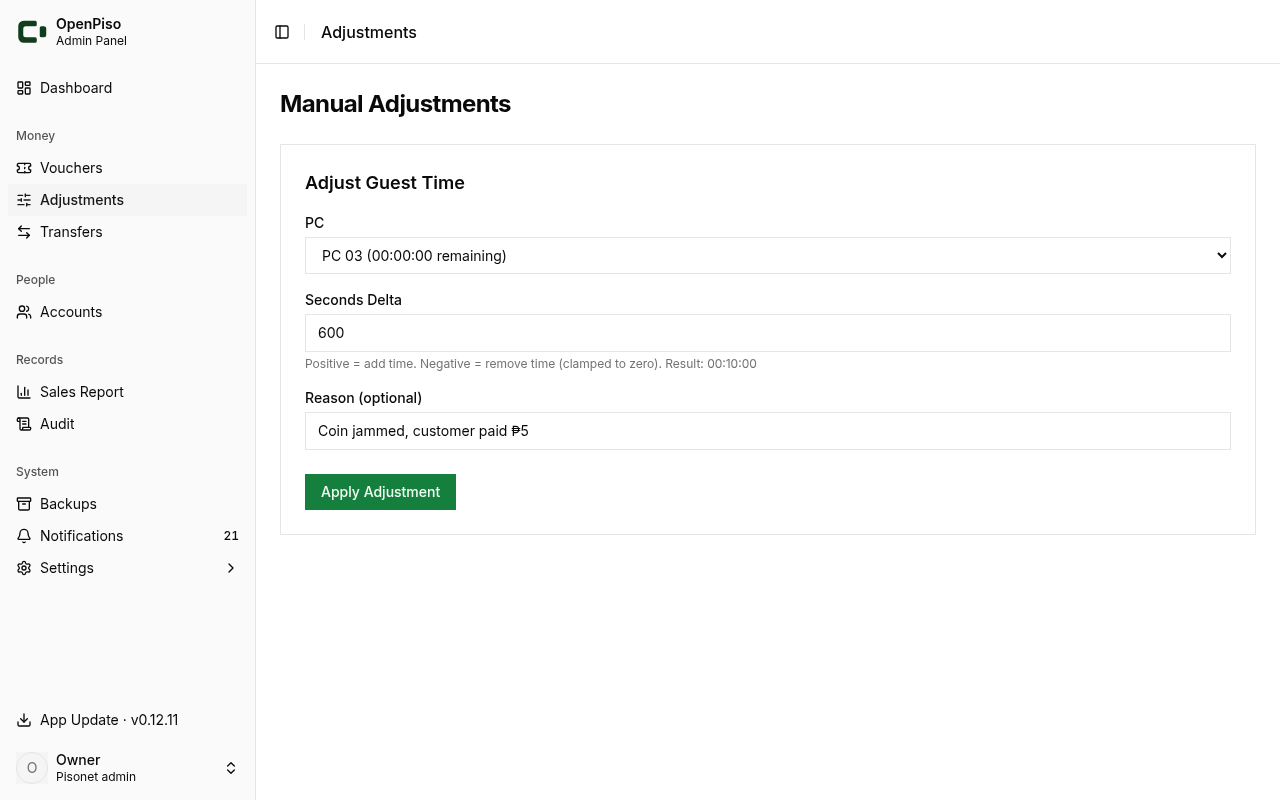 OpenPiso
Admin Panel
Dashboard
Money
Vouchers
Adjustments
Transfers
People
Accounts
Records
Sales Report
Audit
System
Backups
Notifications 21
Settings
App Update · v0.12.11
O
Owner
Pisonet admin
Adjustments
Manual Adjustments
Adjust Guest Time
PC
PC 03 (00:00:00 remaining)
Seconds Delta
600
Positive = add time. Negative = remove time (clamped to zero). Result: 00:10:00
Reason (optional)
Coin jammed, customer paid ₱5
Apply Adjustment